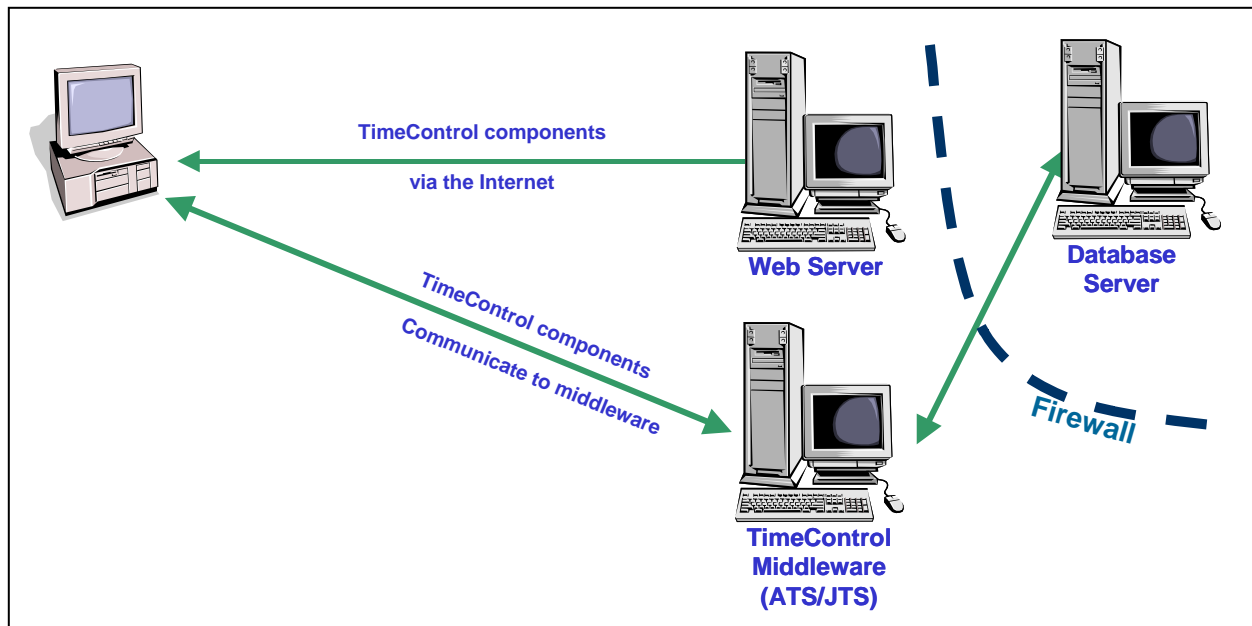 TimeControl components
via the Internet
Web Server
Database
Server
TimeControl components
Communicate to middleware
Firewall
TimeControl
Middleware
(ATS/JTS)